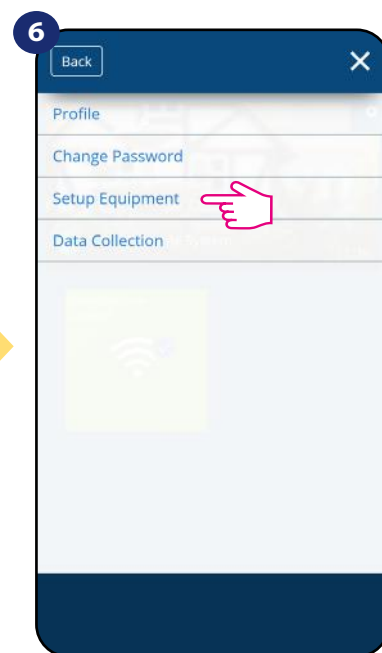 6
Back
Profile
Change Password
Setup Equipment
Data Collection